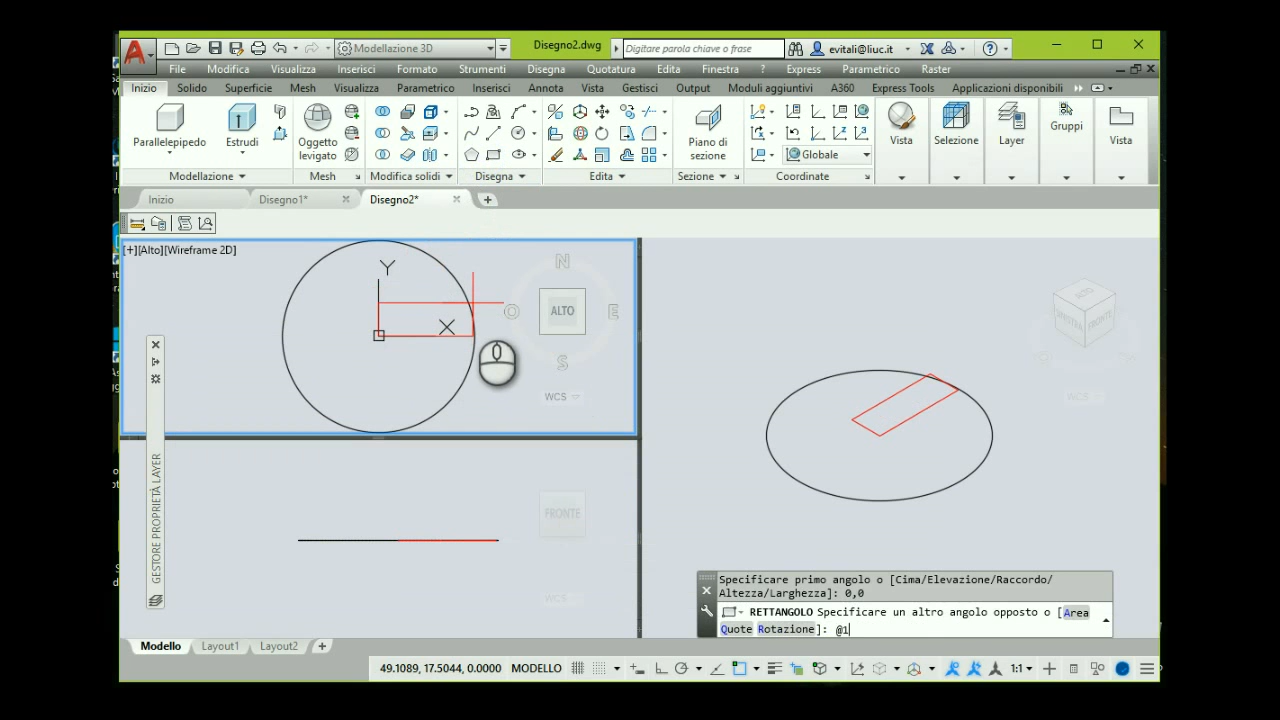 Modellazione 3D
Disegno2.dwg
Digitare parola chiave o frase
evitali@liuc.it
File Modifica Visualizza Inserisci Formato Strumenti Disegna Quotatura Edita Finestra ? Express Parametrico Raster
Inizio Solido Superficie Mesh Visualizza Parametrico Inserisci Annota Vista Gestisci Output Moduli aggiuntivi A360 Express Tools Applicazioni disponibili
Parallelepipedo Estrudi Oggetto levigato Piano di sezione Globale Vista Selezione Layer Gruppi Vista
Modellazione Mesh Modifica solidi Disegna Edita Sezione Coordinate
Inizio Disegno1* Disegno2*
[+][Alto][Wireframe 2D]
Y
X
N
O ALTO E
S
WCS
SINISTRA FRONTE
WCS
GESTORE PROPRIETÀ LAYER
FRONTE
WCS
Specificare primo angolo o [Cima/Elevazione/Raccordo/
Altezza/Larghezza]: 0,0
RETTANGOLO Specificare un altro angolo opposto o [Area
Quote Rotazione]: @1
Modello Layout1 Layout2
49.1089, 17.5044, 0.0000 MODELLO 1:1